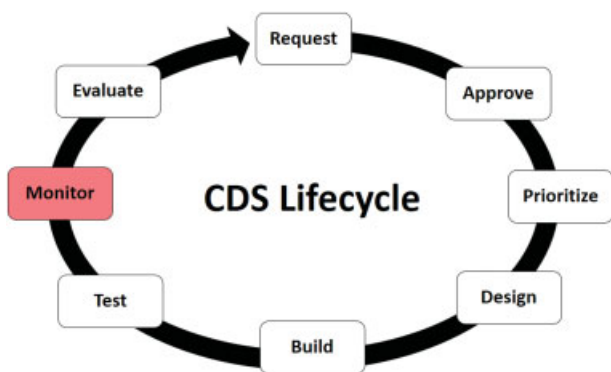 Request
Approve
Prioritize
Design
Build
Test
Monitor
Evaluate
CDS Lifecycle